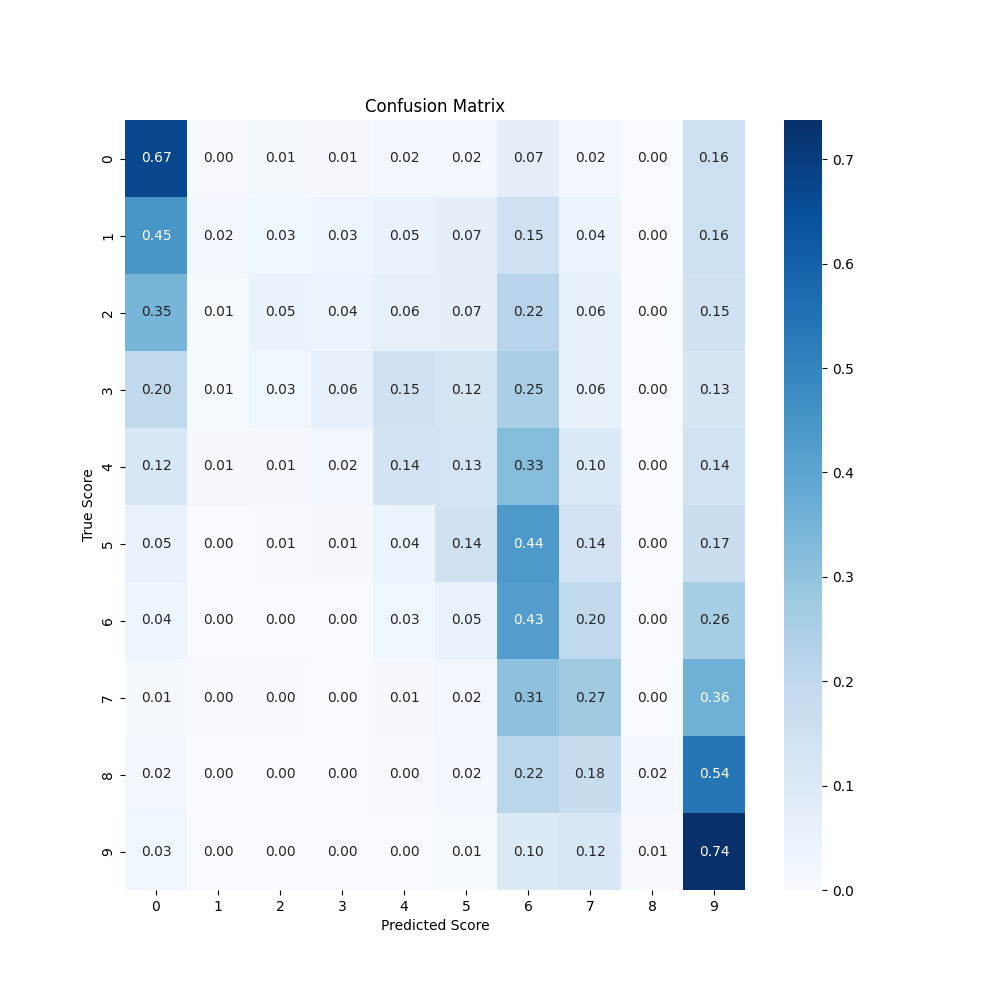 Confusion Matrix
True Score
0 0.67 0.00 0.01 0.01 0.02 0.02 0.07 0.02 0.00 0.16
1 0.45 0.02 0.03 0.03 0.05 0.07 0.15 0.04 0.00 0.16
2 0.35 0.01 0.05 0.04 0.06 0.07 0.22 0.06 0.00 0.15
3 0.20 0.01 0.03 0.06 0.15 0.12 0.25 0.06 0.00 0.13
4 0.12 0.01 0.01 0.02 0.14 0.13 0.33 0.10 0.00 0.14
5 0.05 0.00 0.01 0.01 0.04 0.14 0.44 0.14 0.00 0.17
6 0.04 0.00 0.00 0.00 0.03 0.05 0.43 0.20 0.00 0.26
7 0.01 0.00 0.00 0.00 0.01 0.02 0.31 0.27 0.00 0.36
8 0.02 0.00 0.00 0.00 0.00 0.02 0.22 0.18 0.02 0.54
9 0.03 0.00 0.00 0.00 0.00 0.01 0.10 0.12 0.01 0.74
0 1 2 3 4 5 6 7 8 9
Predicted Score
0.7
0.6
0.5
0.4
0.3
0.2
0.1
0.0